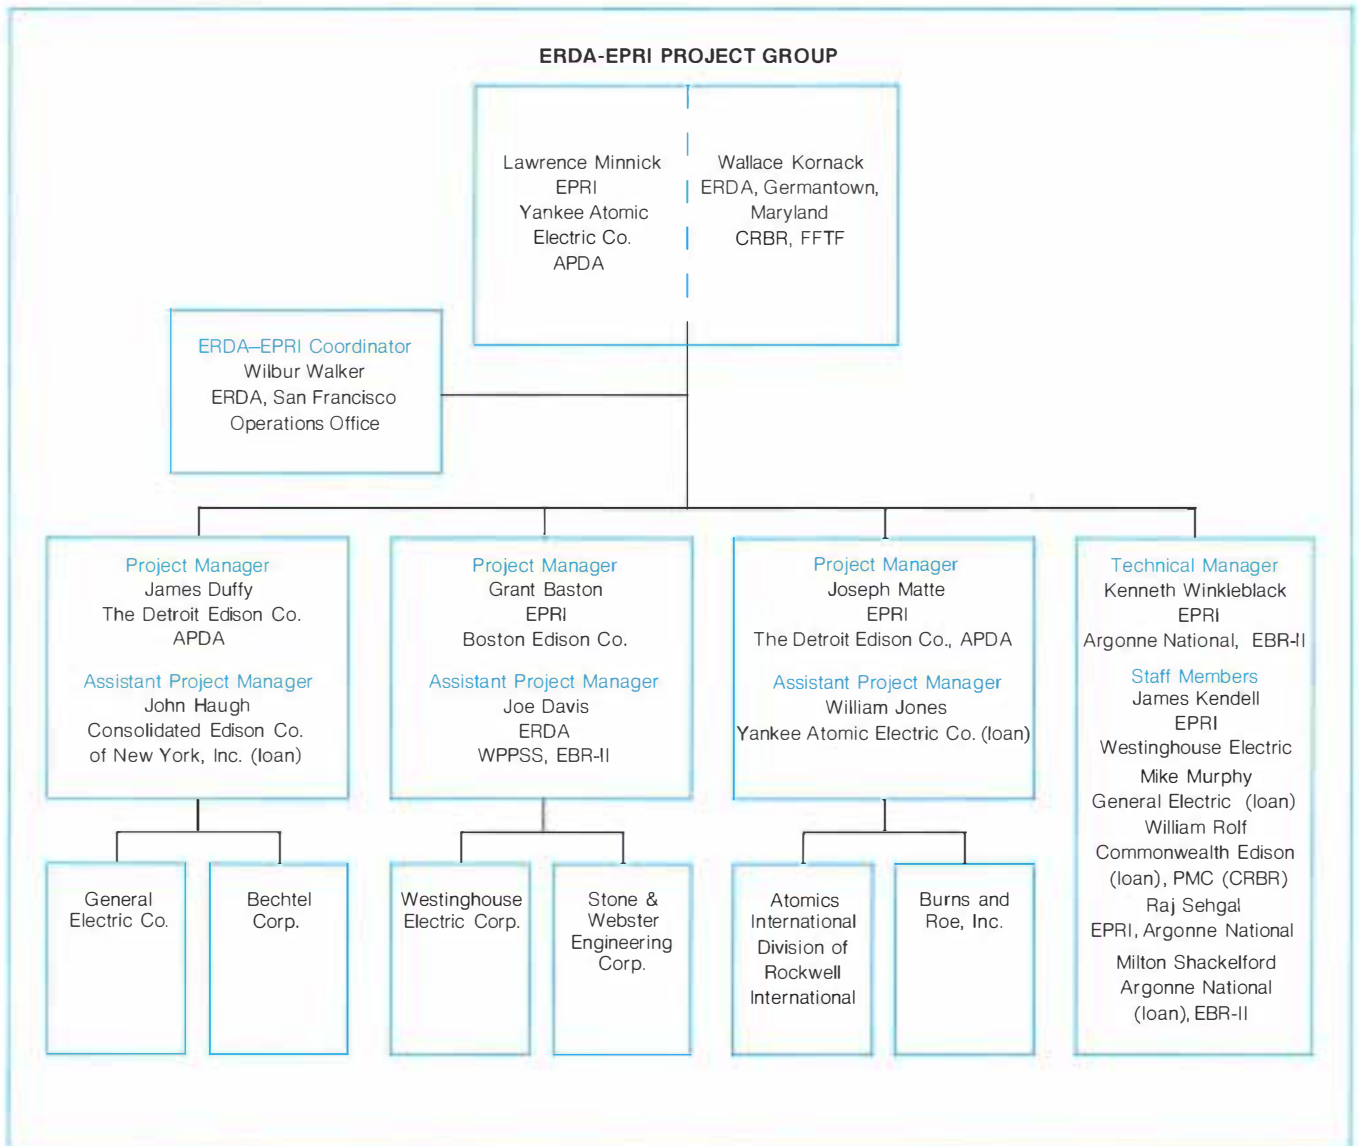 ERDA-EPRI PROJECT GROUP
Lawrence Minnick
EPRI
Yankee Atomic
Electric Co.
APDA
Wallace Kornack
ERDA, Germantown,
Maryland
CRBR, FFTF
ERDA–EPRI Coordinator
Wilbur Walker
ERDA, San Francisco
Operations Office
Project Manager
James Duffy
The Detroit Edison Co.
APDA
Assistant Project Manager
John Haugh
Consolidated Edison Co.
of New York, Inc. (loan)
Project Manager
Grant Baston
EPRI
Boston Edison Co.
Assistant Project Manager
Joe Davis
ERDA
WPPSS, EBR-II
Project Manager
Joseph Matte
EPRI
The Detroit Edison Co., APDA
Assistant Project Manager
William Jones
Yankee Atomic Electric Co. (loan)
Technical Manager
Kenneth Winkleblack
EPRI
Argonne National, EBR-II
Staff Members
James Kendell
EPRI
Westinghouse Electric
Mike Murphy
General Electric (loan)
William Rolf
Commonwealth Edison
(loan), PMC (CRBR)
Raj Sehgal
EPRI, Argonne National
Milton Shackelford
Argonne National
(loan), EBR-II
General
Electric Co.
Bechtel
Corp.
Westinghouse
Electric Corp.
Stone &
Webster
Engineering
Corp.
Atomics
International
Division of
Rockwell
International
Burns and
Roe, Inc.